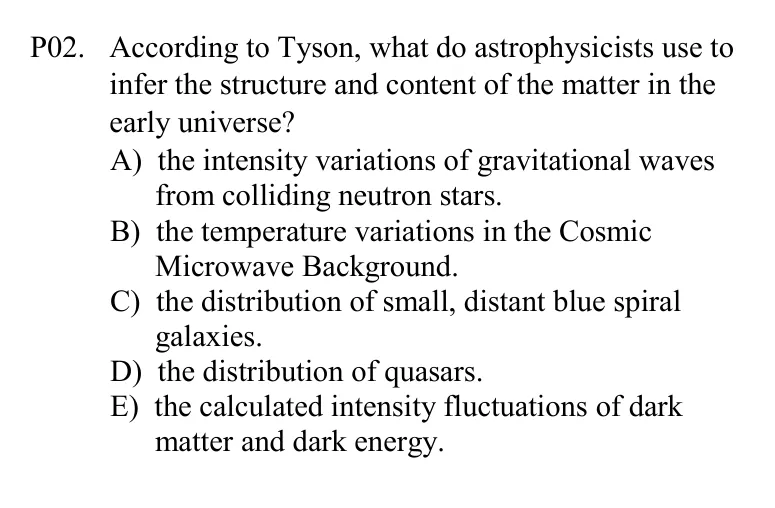 P02. According to Tyson, what do astrophysicists use to
infer the structure and content of the matter in the
early universe?
A) the intensity variations of gravitational waves
from colliding neutron stars.
B) the temperature variations in the Cosmic
Microwave Background.
C) the distribution of small, distant blue spiral
galaxies.
D) the distribution of quasars.
E) the calculated intensity fluctuations of dark
matter and dark energy.